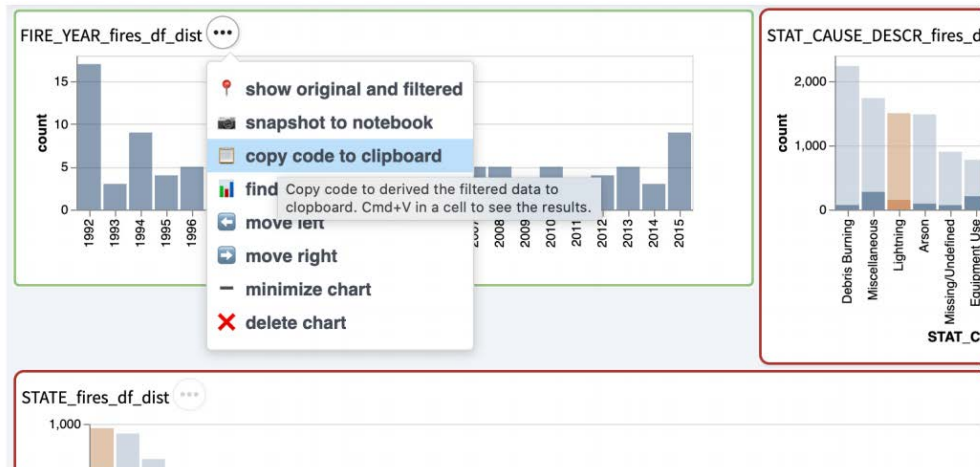 FIRE_YEAR_fires_df_dist
count
15
10
5
0
1992
1993
1994
1995
1996
2008
2009
2010
2011
2012
2013
2014
2015
show original and filtered
snapshot to notebook
copy code to clipboard
find
Copy code to derived the filtered data to
clopboard. Cmd+V in a cell to see the results.
move left
move right
minimize chart
delete chart
STAT_CAUSE_DESCR_fires_d
count
2,000
1,000
0
Debris Burning
Miscellaneous
Lightning
Arson
Missing/Undefined
Equipment Use
STAT_C
STATE_fires_df_dist
1,000